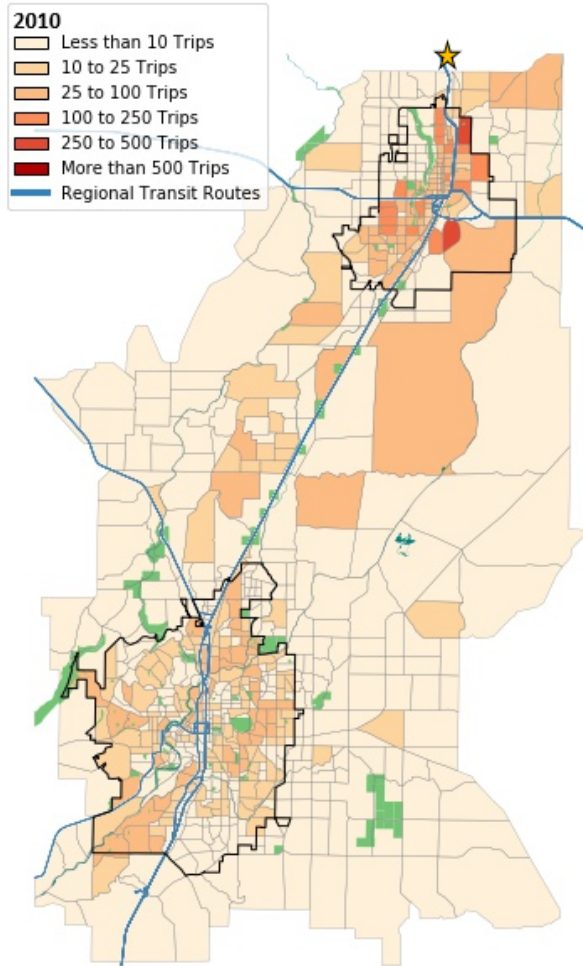 2010
Less than 10 Trips
10 to 25 Trips
25 to 100 Trips
100 to 250 Trips
250 to 500 Trips
More than 500 Trips
Regional Transit Routes